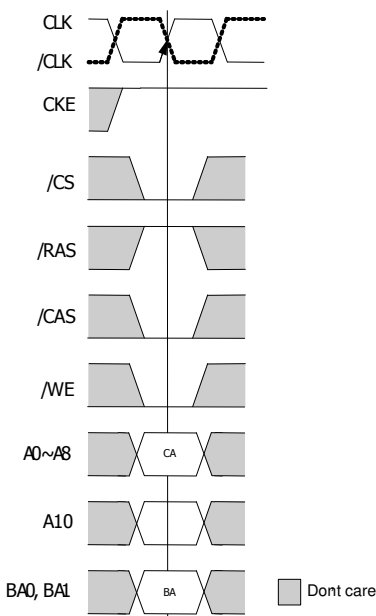 CLK
/CLK
CKE
/CS
/RAS
/CAS
/WE
A0~A8
CA
A10
BA0, BA1
BA
Dont care